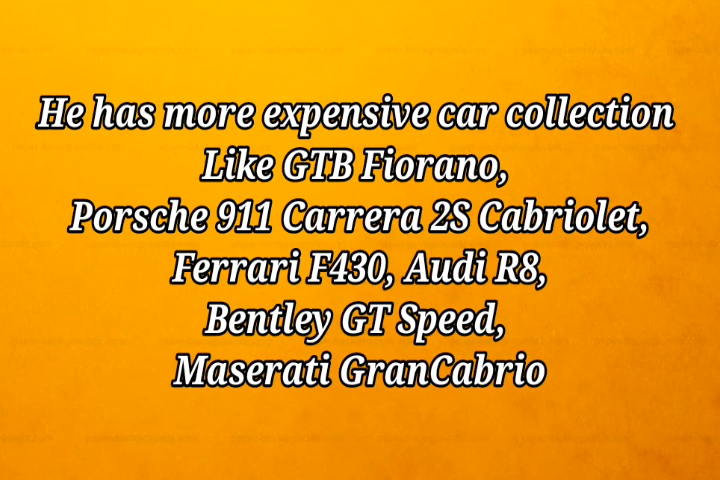 He has more expensive car collection
Like GTB Fiorano,
Porsche 911 Carrera 2S Cabriolet,
Ferrari F430, Audi R8,
Bentley GT Speed,
Maserati GranCabrio